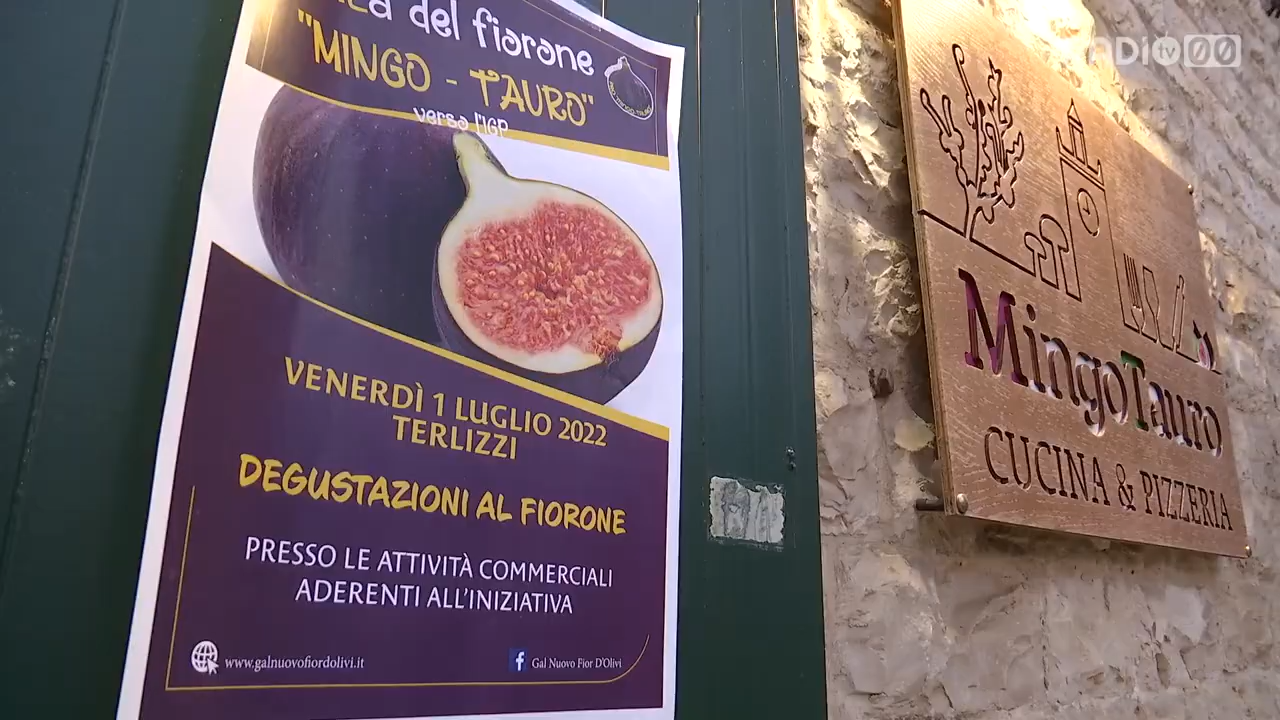 del fiorone
"MINGO - TAURO"
verso l'IGP
VENERDÌ 1 LUGLIO 2022
TERLIZZI
DEGUSTAZIONI AL FIORONE
PRESSO LE ATTIVITÀ COMMERCIALI
ADERENTI ALL'INIZIATIVA
www.galnuovofiordolivi.it
Gal Nuovo Fior D'Olivi
MingoTauro
CUCINA & PIZZERIA
tv